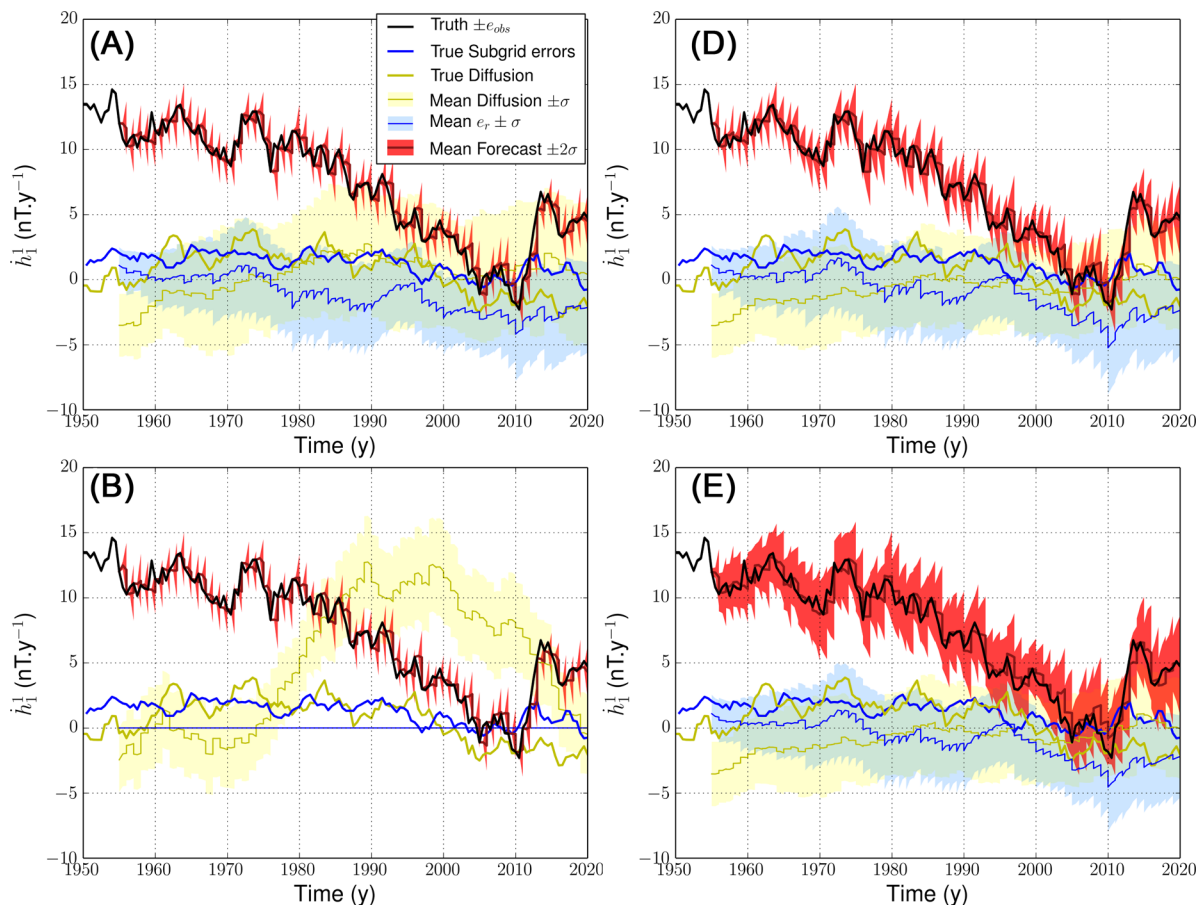 (A)
20
15
10
5
0
−5
−10
ḣ₁¹ (nT.y⁻¹)
1950 1960 1970 1980 1990 2000 2010 2020
Time (y)
Truth ±e_obs
True Subgrid errors
True Diffusion
Mean Diffusion ±σ
Mean e_r ± σ
Mean Forecast ±2σ
(D)
20
15
10
5
0
−5
−10
ḣ₁¹ (nT.y⁻¹)
1950 1960 1970 1980 1990 2000 2010 2020
Time (y)
(B)
20
15
10
5
0
−5
−10
ḣ₁¹ (nT.y⁻¹)
1950 1960 1970 1980 1990 2000 2010 2020
Time (y)
(E)
20
15
10
5
0
−5
−10
ḣ₁¹ (nT.y⁻¹)
1950 1960 1970 1980 1990 2000 2010 2020
Time (y)